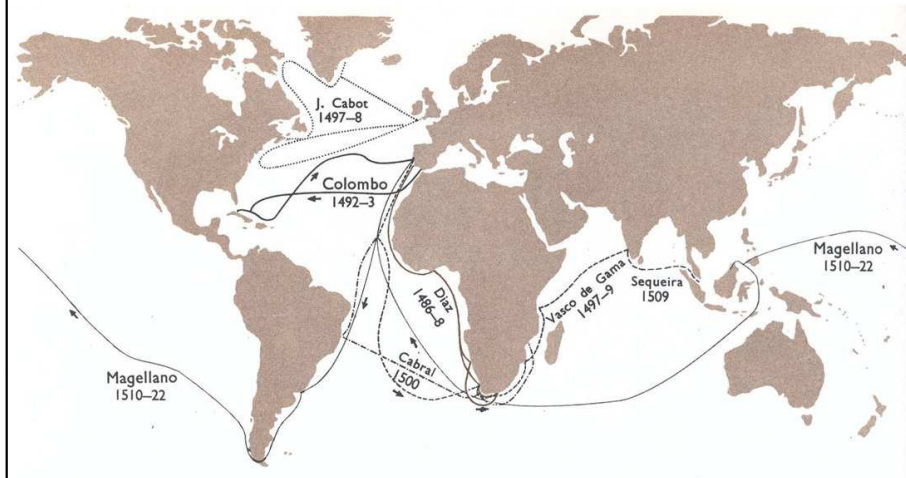 J. Cabot
1497–8
Colombo
1492–3
Magellano
1510–22
Diaz
1486–8
Vasco de Gama
1497–9
Sequeira
1509
Cabral
1500
Magellano
1510–22